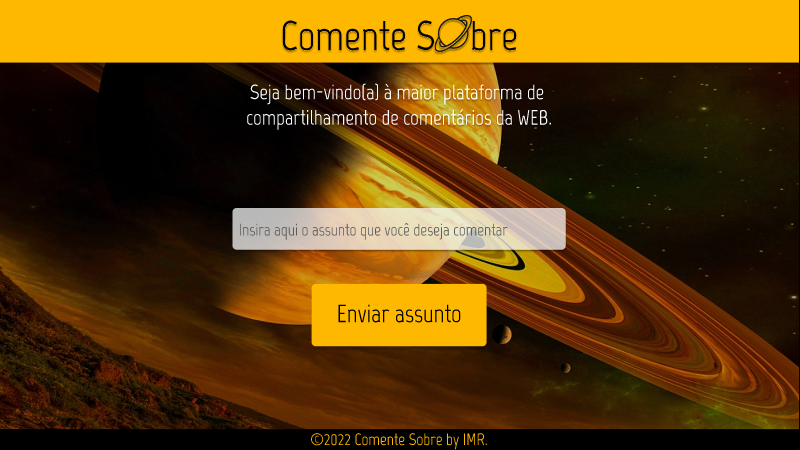 Comente Sobre
Seja bem-vindo(a) à maior plataforma de
compartilhamento de comentários da WEB.
Insira aqui o assunto que você deseja comentar
Enviar assunto
©2022 Comente Sobre by IMR.